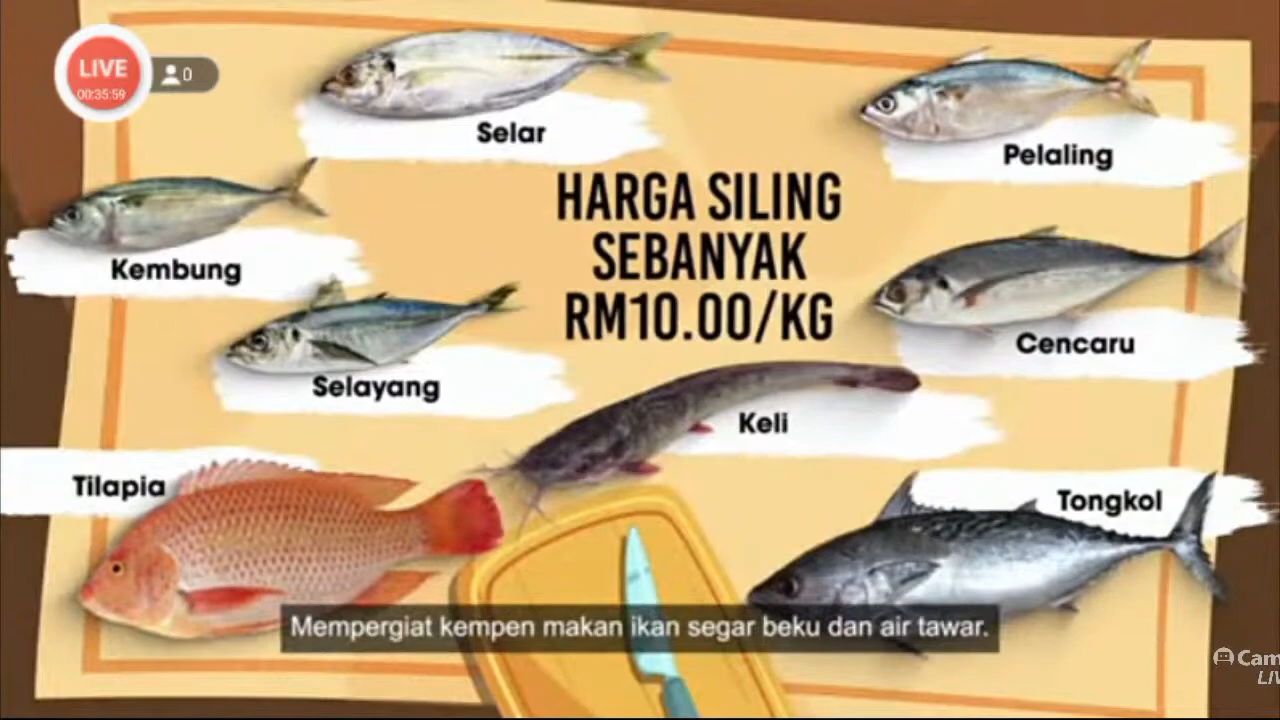 LIVE
00:35:59
0
Selar
Pelaling
HARGA SILING
SEBANYAK
RM10.00/KG
Kembung
Cencaru
Selayang
Keli
Tilapia
Tongkol
Mempergiat kempen makan ikan segar beku dan air tawar.